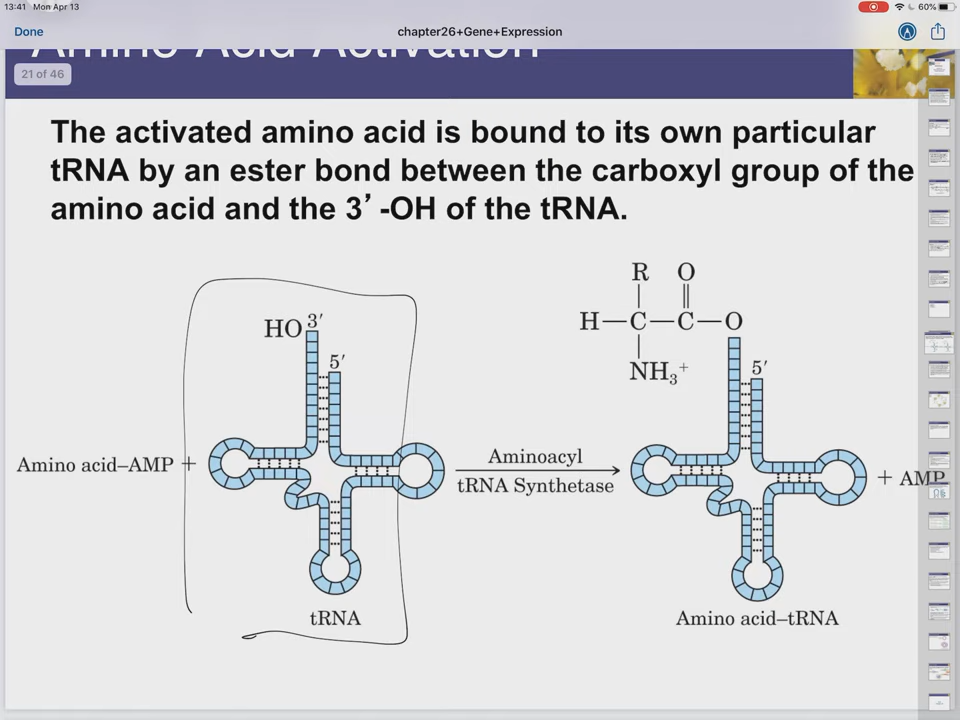 13:41 Mon Apr 13
60%
Done
chapter26+Gene+Expression
Amino Acid Activation
21 of 46
The activated amino acid is bound to its own particular
tRNA by an ester bond between the carboxyl group of the
amino acid and the 3’ -OH of the tRNA.
R O
HO 3′
H—C—C—O
5′
NH3+
5′
Amino acid–AMP +
Aminoacyl
tRNA Synthetase
+ AMP
tRNA
Amino acid–tRNA